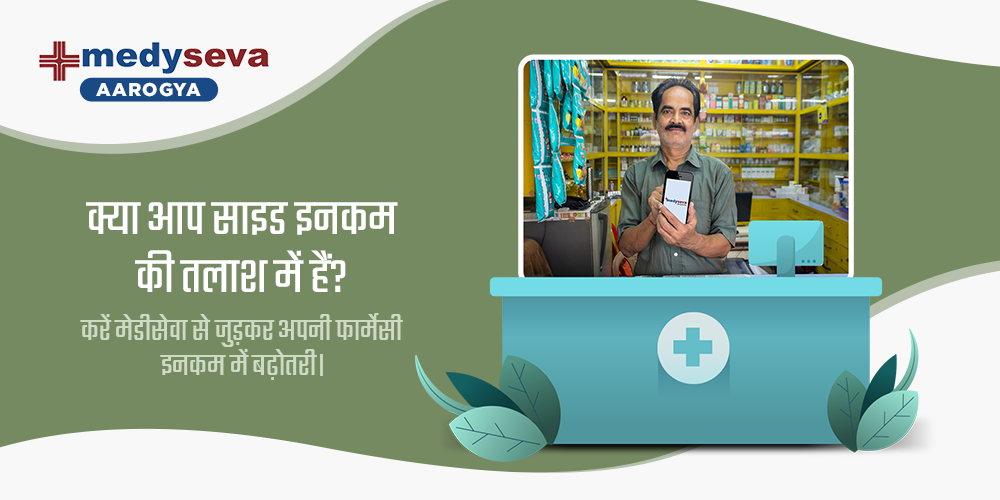 medyseva
AAROGYA
क्या आप साइड इनकम
की तलाश में हैं?
करें मेडीसेवा से जुड़कर अपनी फार्मेसी
इनकम में बढ़ोतरी।
medyseva